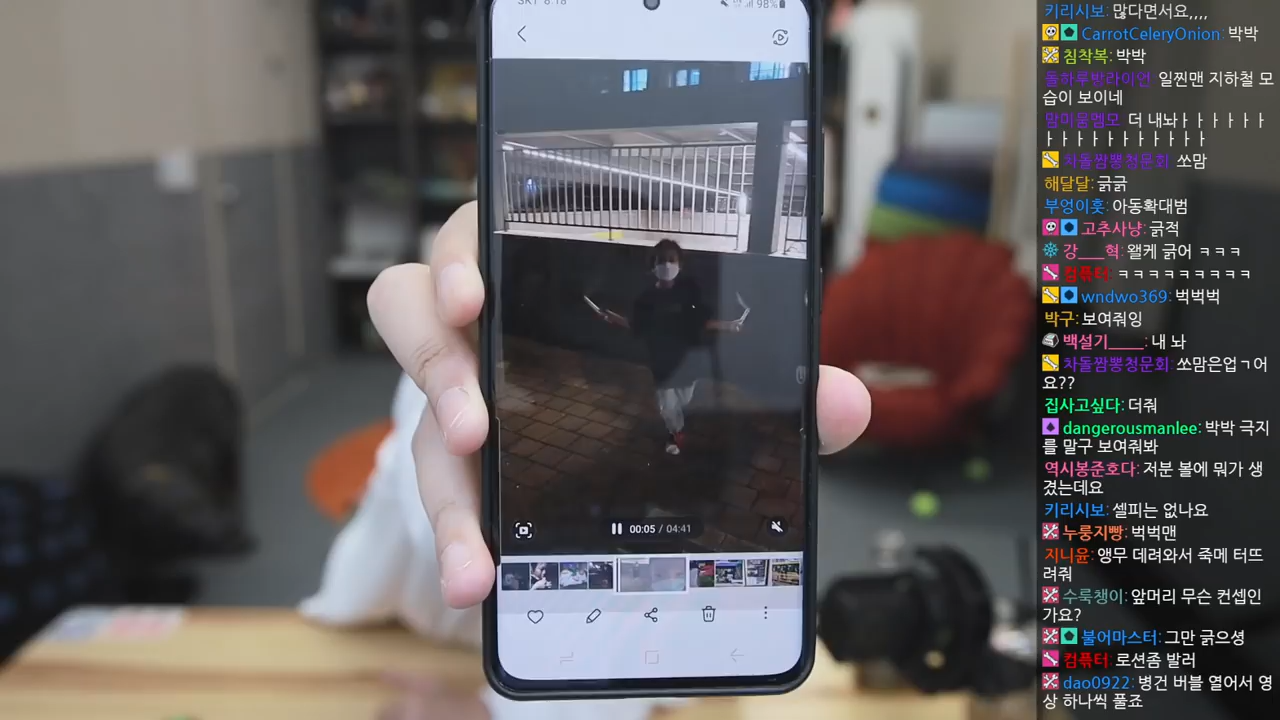 SKT 8:18
98%
00:05 / 04:41
키리시보: 많다면서요,,,,
CarrotCeleryOnion: 박박
침착복: 박박
돌하루방라이언 일찐맨 지하철 모
습이 보이네
맘미뭄멤모 더 내놔ㅏㅏㅏㅏㅏㅏ
ㅏㅏㅏㅏㅏㅏㅏㅏㅏㅏㅏ
차돌짬뽕청문회 쏘맘
해달달: 긁긁
부엉이훗: 아동확대범
고추사냥: 긁적
강___혁: 왤케 긁어 ㅋㅋㅋ
컴퓨터: ㅋㅋㅋㅋㅋㅋㅋㅋㅋ
wndwo369: 벅벅벅
박구: 보여줘잉
백설기____: 내 놔
차돌짬뽕청문회: 쏘맘은업ㄱ어
요??
집사고싶다: 더줘
dangerousmanlee: 박박 극지
를 말구 보여줘봐
역시봉준호다: 저분 볼에 뭐가 생
겼는데요
키리시보: 셀피는 없나요
누룽지빵: 벅벅맨
지니윤: 앵무 데려와서 죽메 터뜨
려줘
수룩챙이: 앞머리 무슨 컨셉인
가요?
불어마스터: 그만 긁으셩
컴퓨터: 로션좀 발러
dao0922: 병건 버블 열어서 영
상 하나씩 풀죠